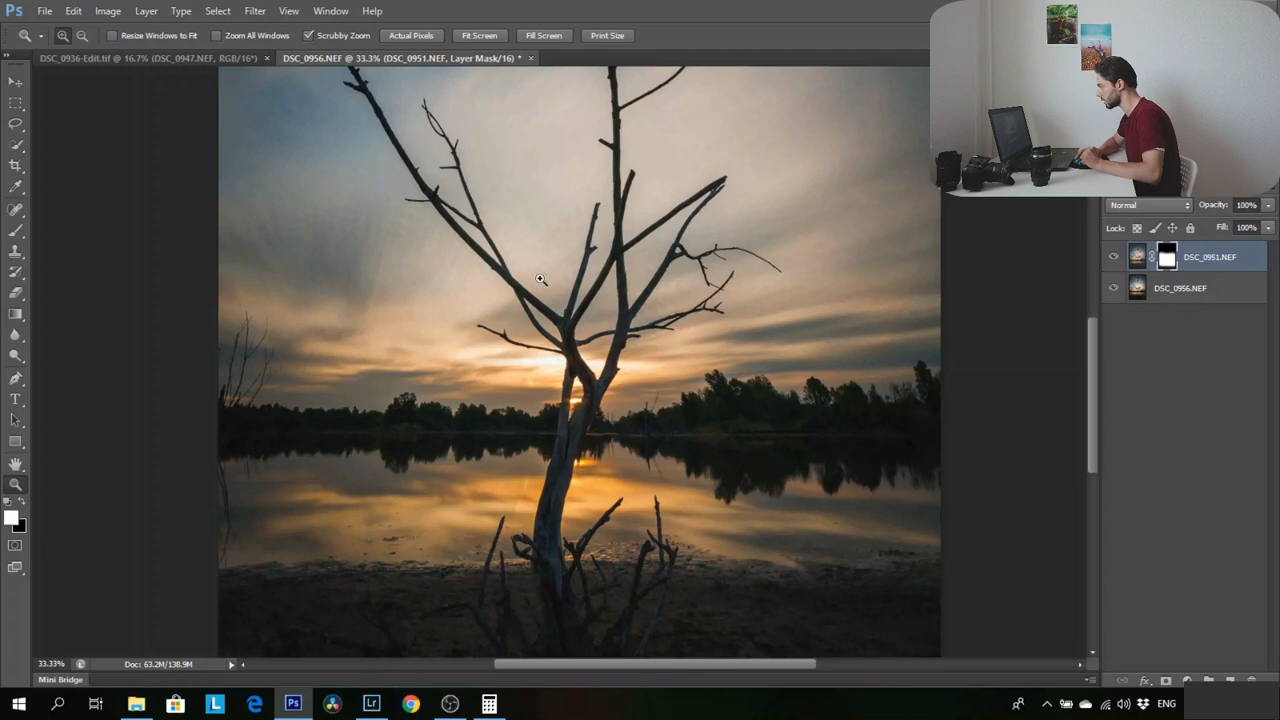 Ps File Edit Image Layer Type Select Filter View Window Help
Resize Windows to Fit Zoom All Windows Scrubby Zoom Actual Pixels Fit Screen Fill Screen Print Size
DSC_0936-Edit.tif @ 16.7% (DSC_0947.NEF, RGB/16*) × DSC_0956.NEF @ 33.3% (DSC_0951.NEF, Layer Mask/16) * ×
Normal Opacity: 100%
Lock: Fill: 100%
DSC_0951.NEF
DSC_0956.NEF
33.33% Doc: 63.2M/138.9M
Mini Bridge
L Ps Lr ENG